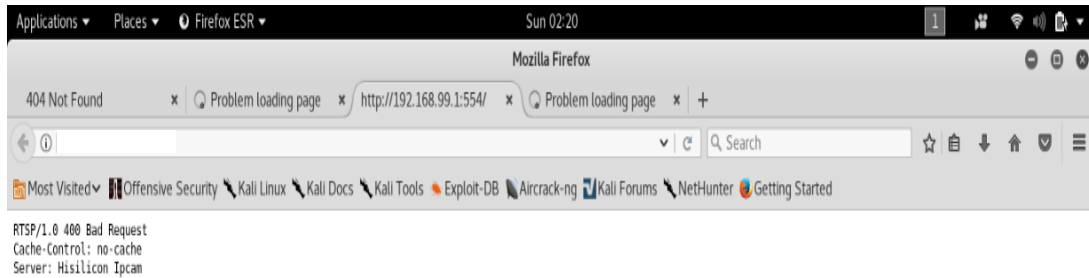 Applications Places Firefox ESR Sun 02:20 1
Mozilla Firefox
404 Not Found Problem loading page http://192.168.99.1:554/ Problem loading page
Search
Most Visited Offensive Security Kali Linux Kali Docs Kali Tools Exploit-DB Aircrack-ng Kali Forums NetHunter Getting Started
RTSP/1.0 400 Bad Request
Cache-Control: no-cache
Server: Hisilicon Ipcam